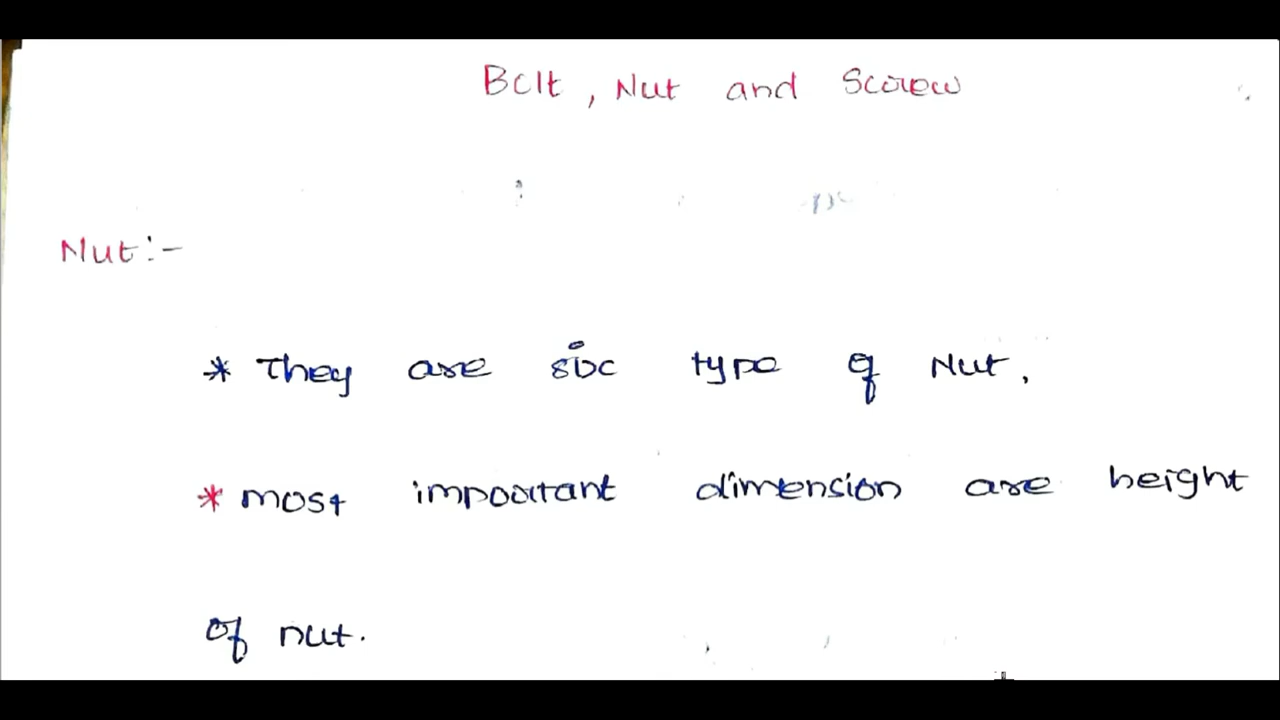 Bolt, Nut and Screw
Nut:-
* They are six type of Nut.
* most important dimension are height
of nut.